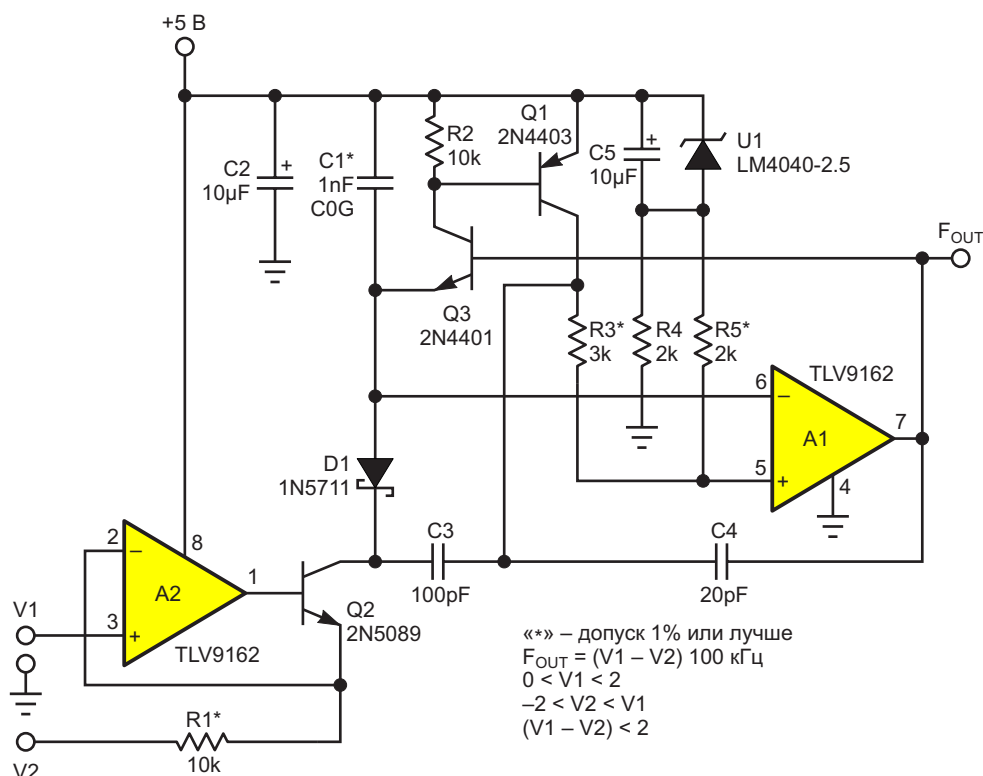 +5 В
Q1
2N4403
R2
10k
C1*
1nF
C0G
C2
10µF
+
C5
10µF
+
U1
LM4040-2.5
F_OUT
Q3
2N4401
R3*
3k
R4
2k
R5*
2k
TLV9162
6
–
A1
7
5
+
4
D1
1N5711
C3
100pF
C4
20pF
2
–
8
A2
1
V1
3
+
TLV9162
Q2
2N5089
R1*
10k
V2
«*» – допуск 1% или лучше
F_OUT = (V1 – V2) 100 кГц
0 < V1 < 2
–2 < V2 < V1
(V1 – V2) < 2